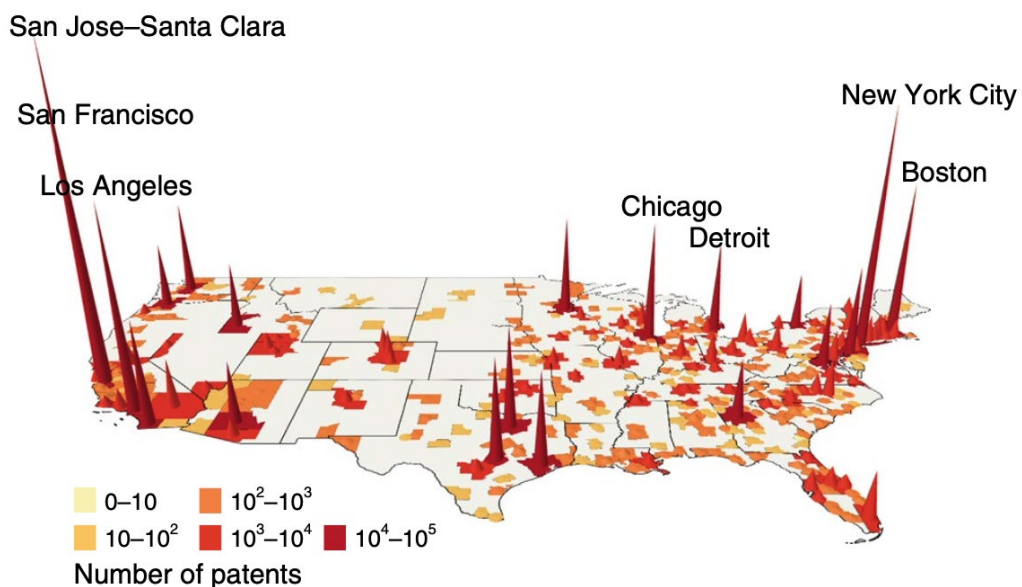 San Jose–Santa Clara
San Francisco
Los Angeles
New York City
Boston
Chicago
Detroit
0–10
10–10²
10²–10³
10³–10⁴
10⁴–10⁵
Number of patents